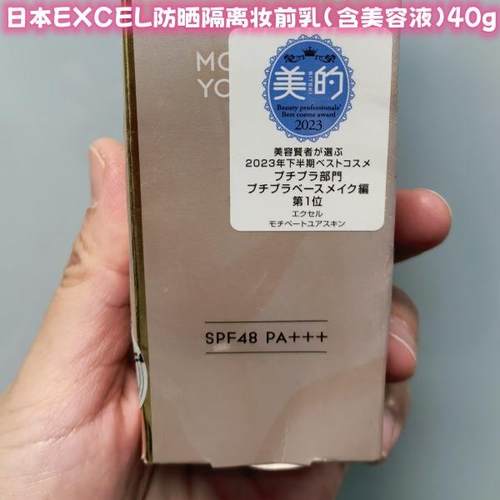 日本EXCEL防晒隔离妆前乳(含美容液)40g
MO
YO
美的
BITEKI
Beauty professionals'
Best cosme award
2023
美容賢者が選ぶ
2023年下半期ベストコスメ
プチプラ部門
プチプラベースメイク編
第1位
エクセル
モチベートユアスキン
SPF48 PA+++